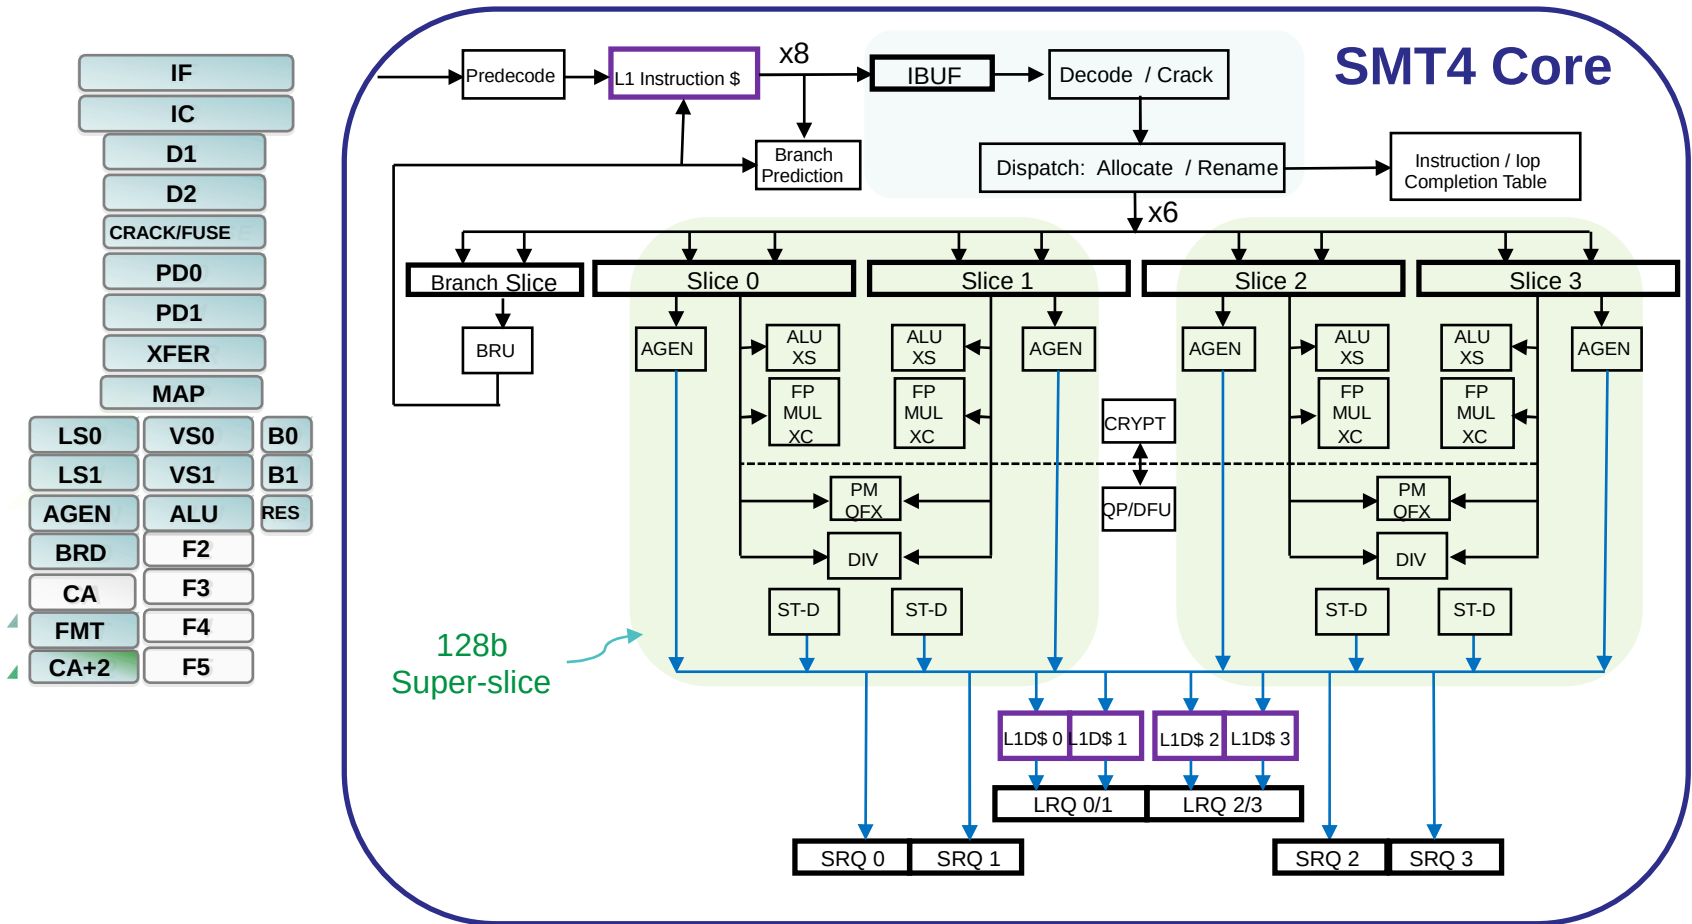 IF
IC
D1
D2
CRACK/FUSE
PD0
PD1
XFER
MAP
LS0
VS0
B0
LS1
VS1
B1
AGEN
ALU
RES
BRD
F2
CA
F3
FMT
F4
CA+2
F5
SMT4 Core
Predecode
L1 Instruction $
x8
IBUF
Decode / Crack
Branch
Prediction
Dispatch: Allocate / Rename
Instruction / Iop
Completion Table
x6
Branch Slice
Slice 0
Slice 1
Slice 2
Slice 3
BRU
AGEN
ALU
XS
ALU
XS
AGEN
AGEN
ALU
XS
ALU
XS
AGEN
FP
MUL
XC
FP
MUL
XC
CRYPT
FP
MUL
XC
FP
MUL
XC
PM
QFX
QP/DFU
PM
QFX
DIV
DIV
ST-D
ST-D
ST-D
ST-D
128b
Super-slice
L1D$ 0
L1D$ 1
L1D$ 2
L1D$ 3
LRQ 0/1
LRQ 2/3
SRQ 0
SRQ 1
SRQ 2
SRQ 3